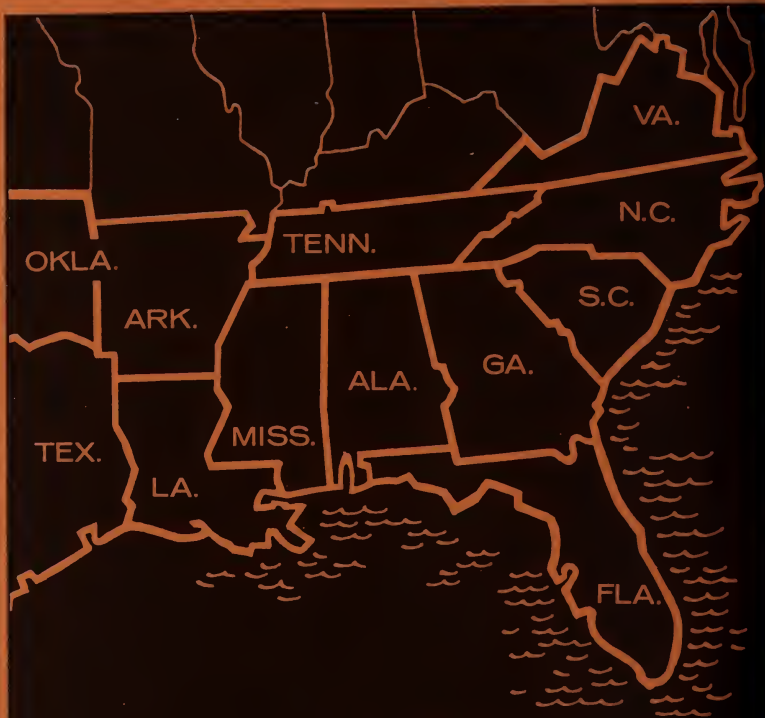 VA.
N.C.
TENN.
OKLA.
S.C.
ARK.
GA.
ALA.
MISS.
TEX.
LA.
FLA.